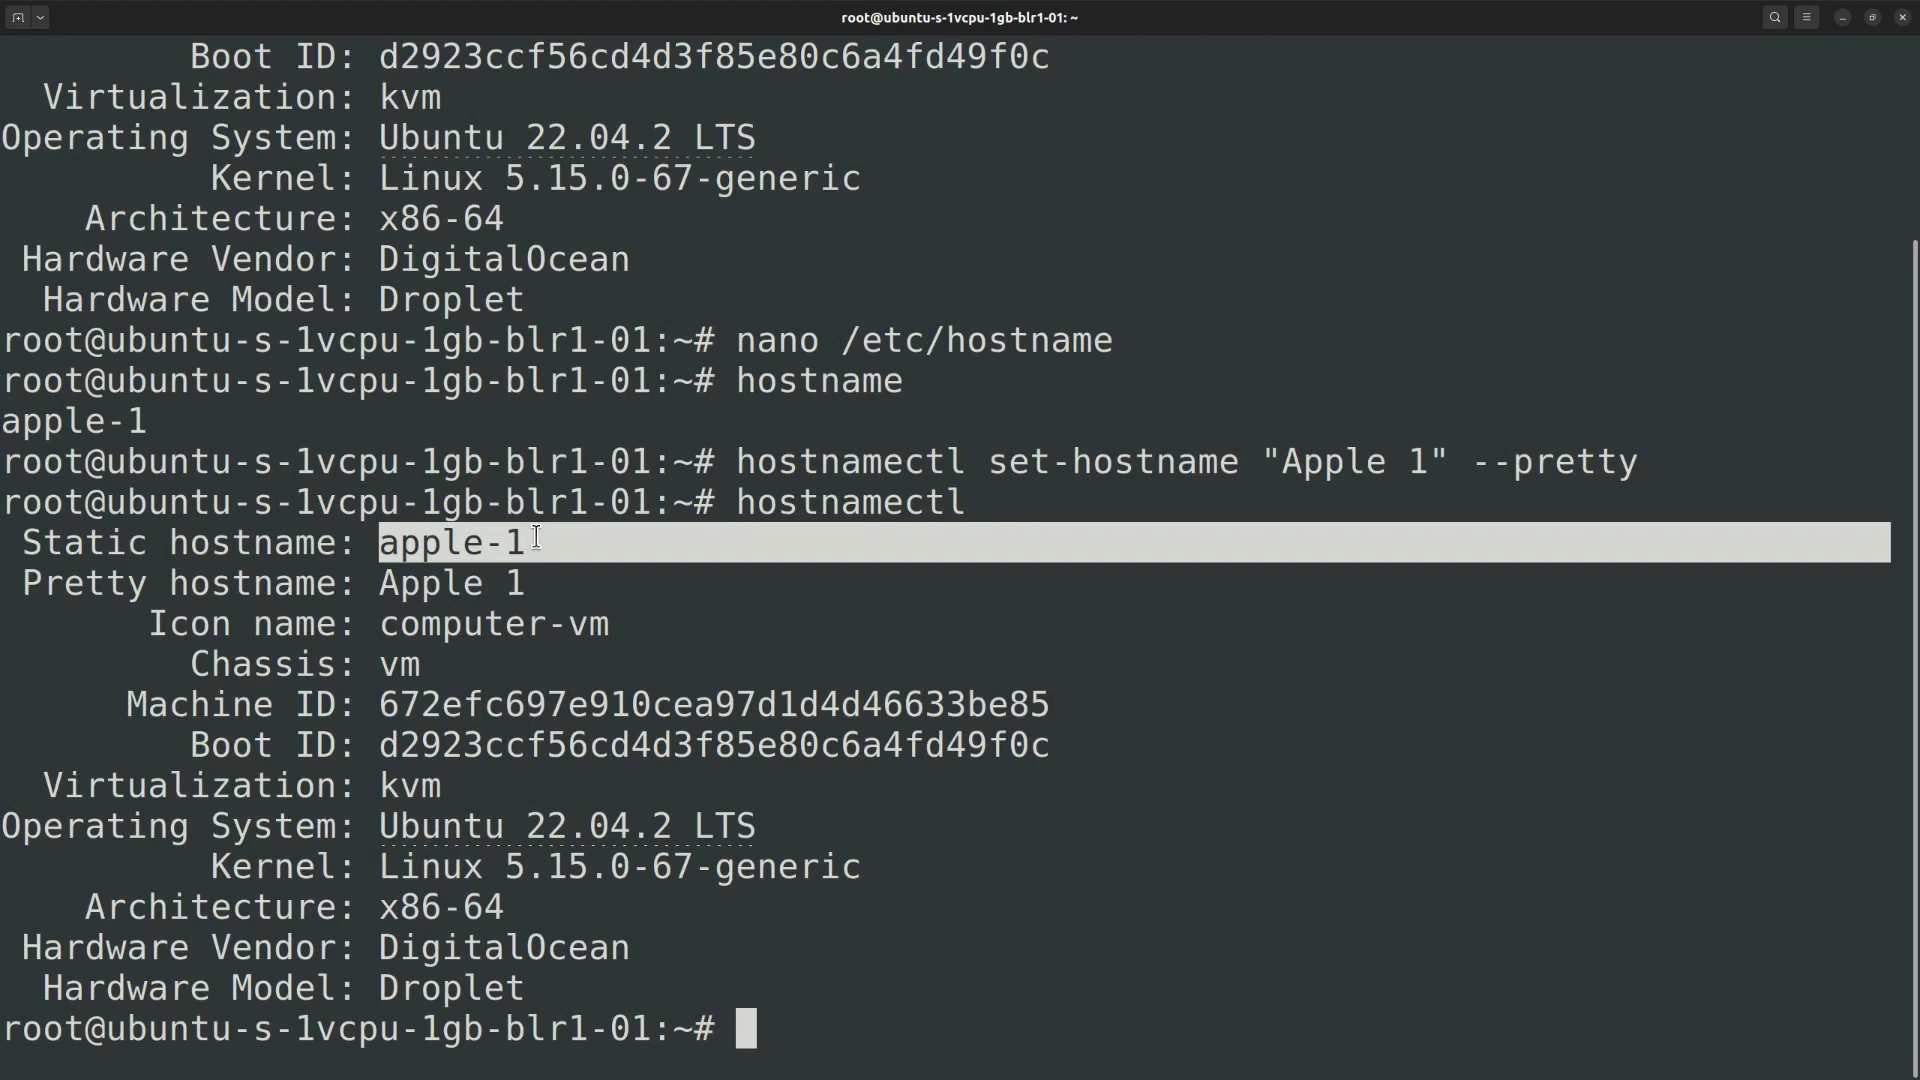 root@ubuntu-s-1vcpu-1gb-blr1-01: ~
Boot ID: d2923ccf56cd4d3f85e80c6a4fd49f0c
Virtualization: kvm
Operating System: Ubuntu 22.04.2 LTS
Kernel: Linux 5.15.0-67-generic
Architecture: x86-64
Hardware Vendor: DigitalOcean
Hardware Model: Droplet
root@ubuntu-s-1vcpu-1gb-blr1-01:~# nano /etc/hostname
root@ubuntu-s-1vcpu-1gb-blr1-01:~# hostname
apple-1
root@ubuntu-s-1vcpu-1gb-blr1-01:~# hostnamectl set-hostname "Apple 1" --pretty
root@ubuntu-s-1vcpu-1gb-blr1-01:~# hostnamectl
Static hostname: apple-1
Pretty hostname: Apple 1
Icon name: computer-vm
Chassis: vm
Machine ID: 672efc697e910cea97d1d4d46633be85
Boot ID: d2923ccf56cd4d3f85e80c6a4fd49f0c
Virtualization: kvm
Operating System: Ubuntu 22.04.2 LTS
Kernel: Linux 5.15.0-67-generic
Architecture: x86-64
Hardware Vendor: DigitalOcean
Hardware Model: Droplet
root@ubuntu-s-1vcpu-1gb-blr1-01:~#